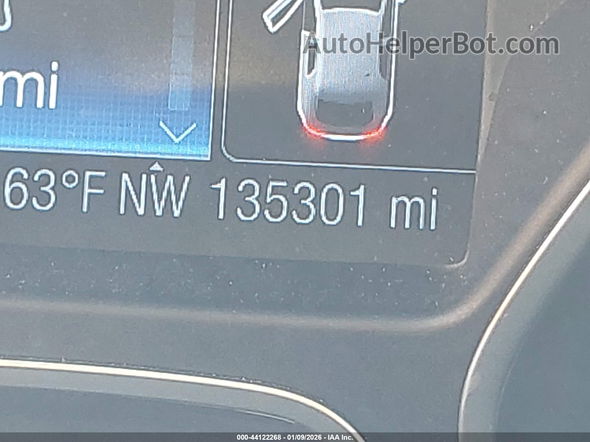 AutoHelperBot.com
mi
63°F NW 135301 mi
000-44122268 - 01/09/2026 - IAA Inc.